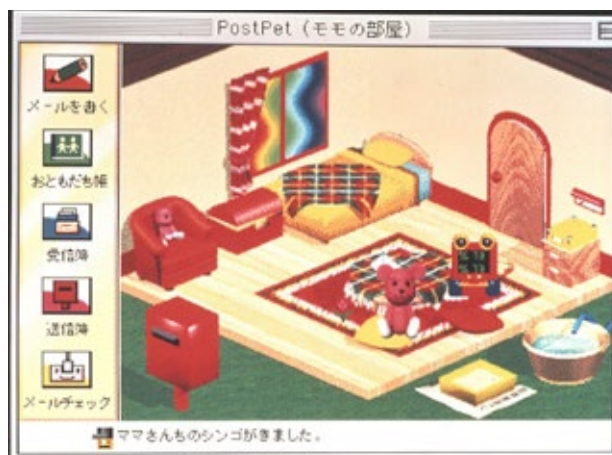 PostPet（モモの部屋）
メールを書く
おともだち帳
受信簿
送信簿
メールチェック
ママさんちのシンゴがきました。